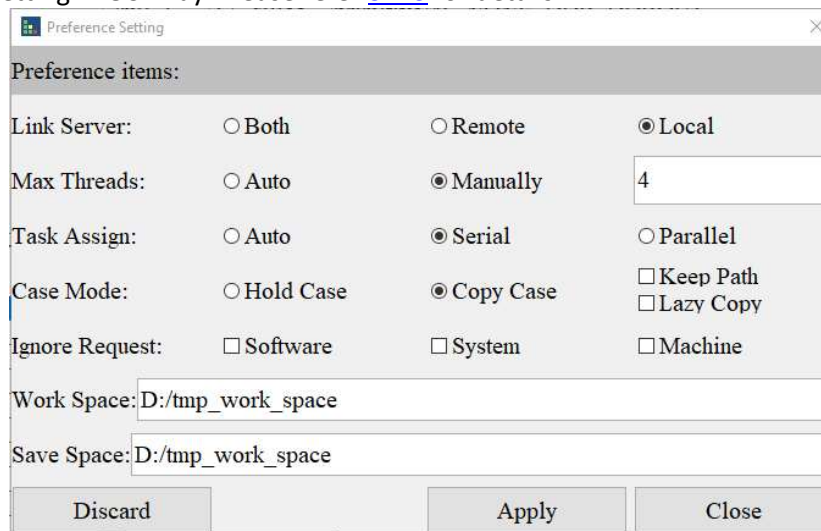 Preference Setting
Preference items:
Link Server: Both Remote Local
Max Threads: Auto Manually 4
Task Assign: Auto Serial Parallel
Case Mode: Hold Case Copy Case Keep Path
Lazy Copy
Ignore Request: Software System Machine
Work Space: D:/tmp_work_space
Save Space: D:/tmp_work_space
Discard Apply Close